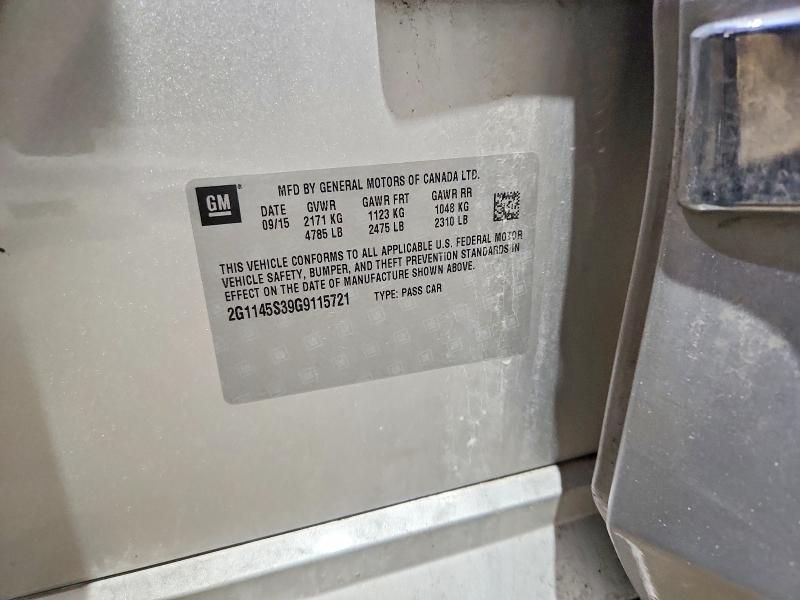 GM
MFD BY GENERAL MOTORS OF CANADA LTD.
DATE GVWR GAWR FRT GAWR RR
09/15 2171 KG 1123 KG 1048 KG
4785 LB 2475 LB 2310 LB
THIS VEHICLE CONFORMS TO ALL APPLICABLE U.S. FEDERAL MOTOR
VEHICLE SAFETY, BUMPER, AND THEFT PREVENTION STANDARDS IN
EFFECT ON THE DATE OF MANUFACTURE SHOWN ABOVE.
2G1145S39G9115721 TYPE: PASS CAR